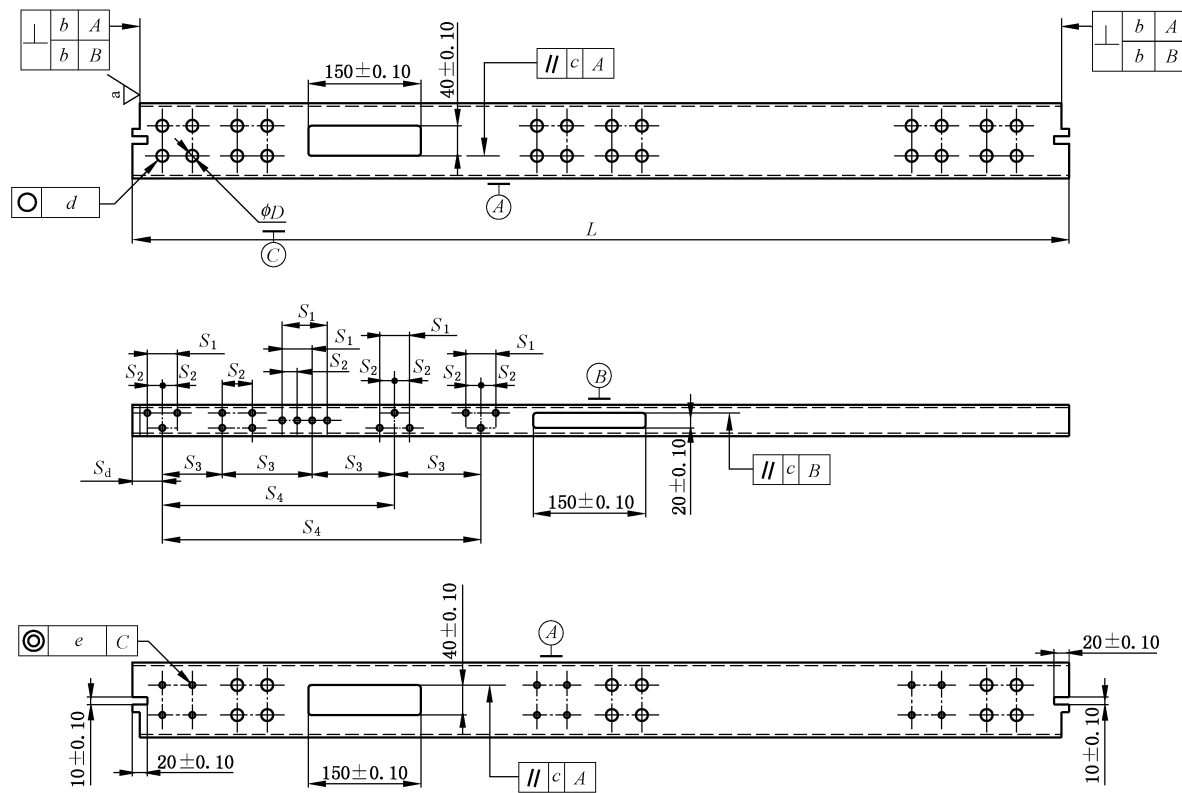 ⊥ b A
b B
⊥ b A
b B
a
150±0.10
40±0.10
// c A
○ d
ϕD
C
A
L
S₁
S₁ S₁ S₁ S₁
S₂ S₂ S₂ S₂ S₂ S₂ S₂ S₂
B
S₃ S₃ S₃ S₃
S_d
S₄
S₄
150±0.10
20±0.10
// c B
◎ e C
40±0.10
A
20±0.10
10±0.10
20±0.10
150±0.10
// c A
10±0.10